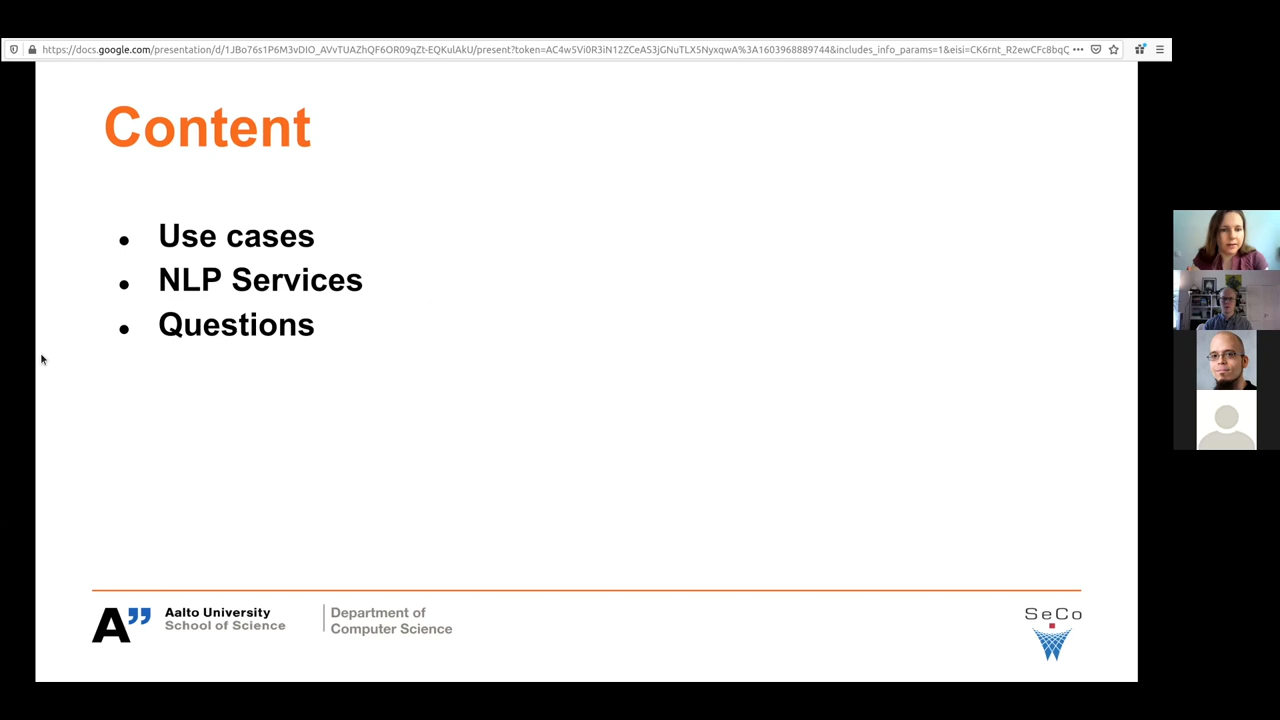 https://docs.google.com/presentation/d/1JBo76s1P6M3vDIO_AVvTUAZhQF6OR09qZt-EQKulAkU/present?token=AC4w5Vi0R3iN12ZCeAS3jGNuTLX5NyxqwA%3A1603968889744&includes_info_params=1&eisi=CK6rnt_R2ewCFc8bqQ
Content
• Use cases
• NLP Services
• Questions
Aalto University
School of Science
Department of
Computer Science
SeCo